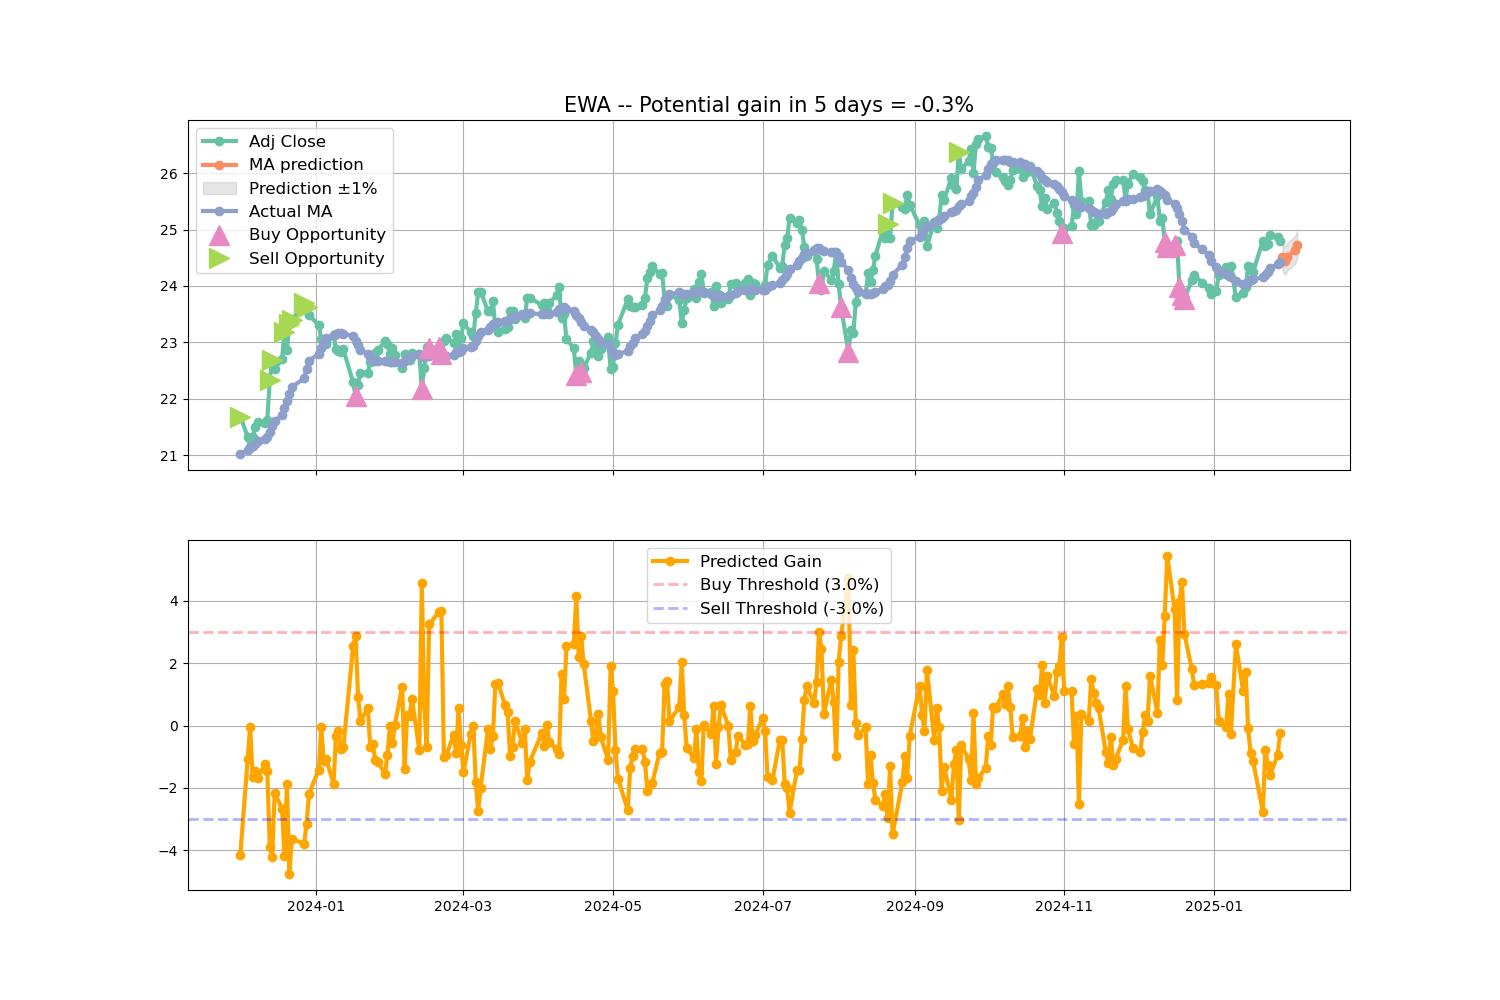 EWA -- Potential gain in 5 days = -0.3%
Adj Close
MA prediction
Prediction ±1%
Actual MA
Buy Opportunity
Sell Opportunity
26
25
24
23
22
21
Predicted Gain
Buy Threshold (3.0%)
Sell Threshold (-3.0%)
4
2
0
−2
−4
2024-01 2024-03 2024-05 2024-07 2024-09 2024-11 2025-01